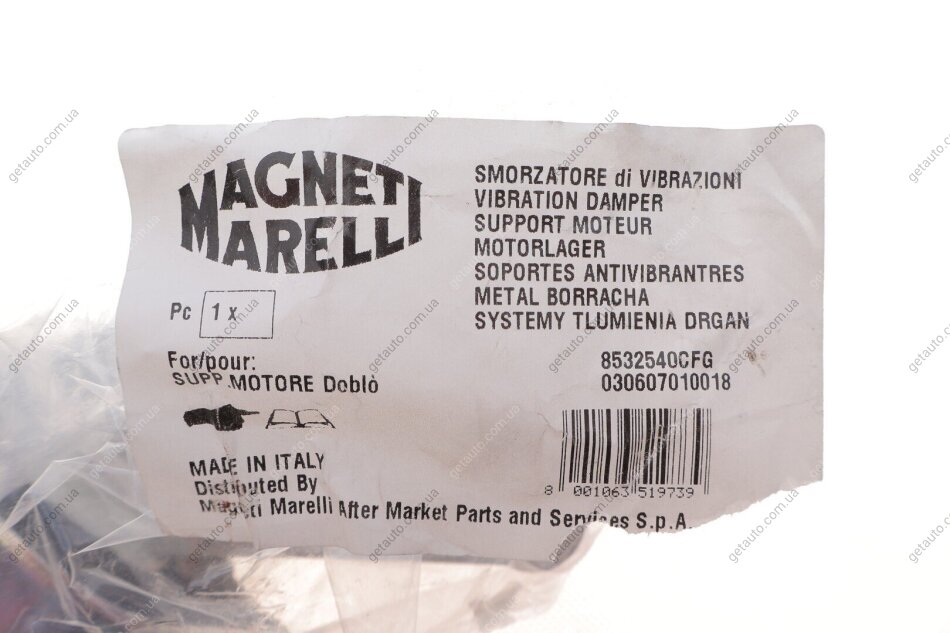 MAGNETI
MARELLI
Pc 1 x
For/pour:
SUPP.MOTORE Doblò
MADE IN ITALY
Distributed By
Magneti Marelli After Market Parts and Services S.p.A.
SMORZATORE di VIBRAZIONI
VIBRATION DAMPER
SUPPORT MOTEUR
MOTORLAGER
SOPORTES ANTIVIBRANTRES
METAL BORRACHA
SYSTEMY TLUMIENIA DRGAN
8532540CFG
030607010018
8 001063 519739
getauto.com.ua